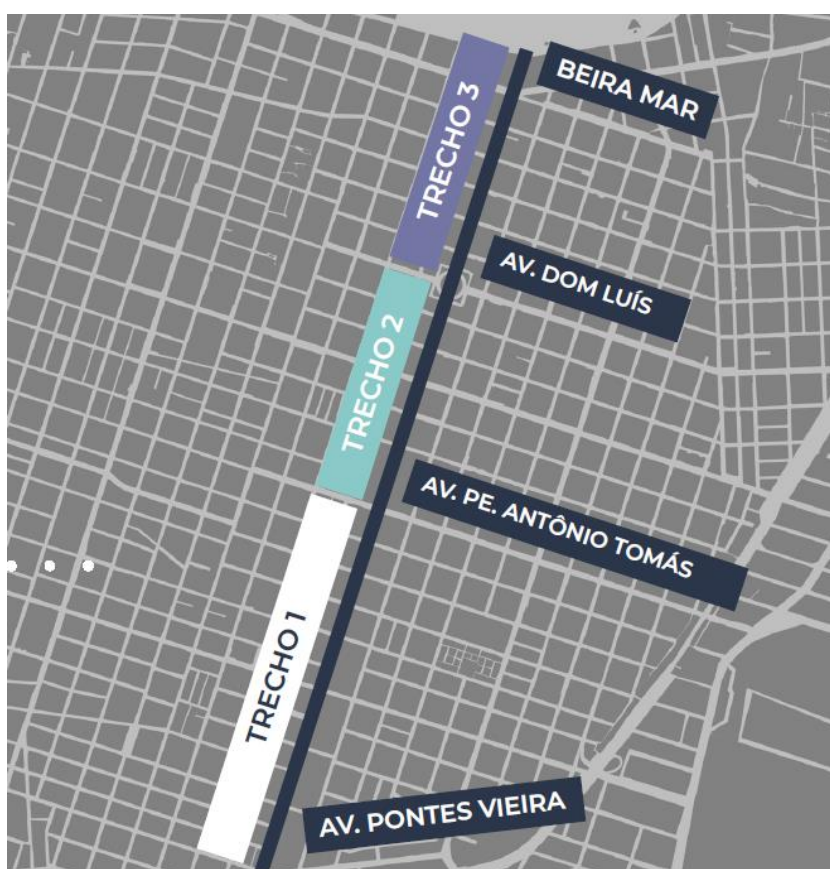 BEIRA MAR
TRECHO 3
AV. DOM LUÍS
TRECHO 2
AV. PE. ANTÔNIO TOMÁS
TRECHO 1
AV. PONTES VIEIRA